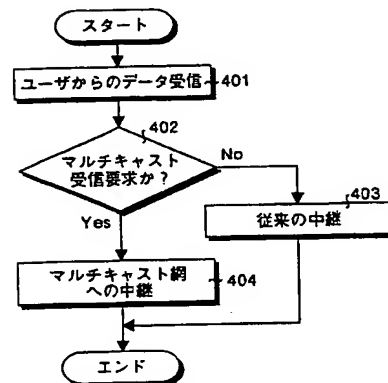 スタート
ユーザからのデータ受信
401
402
マルチキャスト
受信要求か?
No
Yes
403
従来の中継
マルチキャスト網
への中継
404
エンド